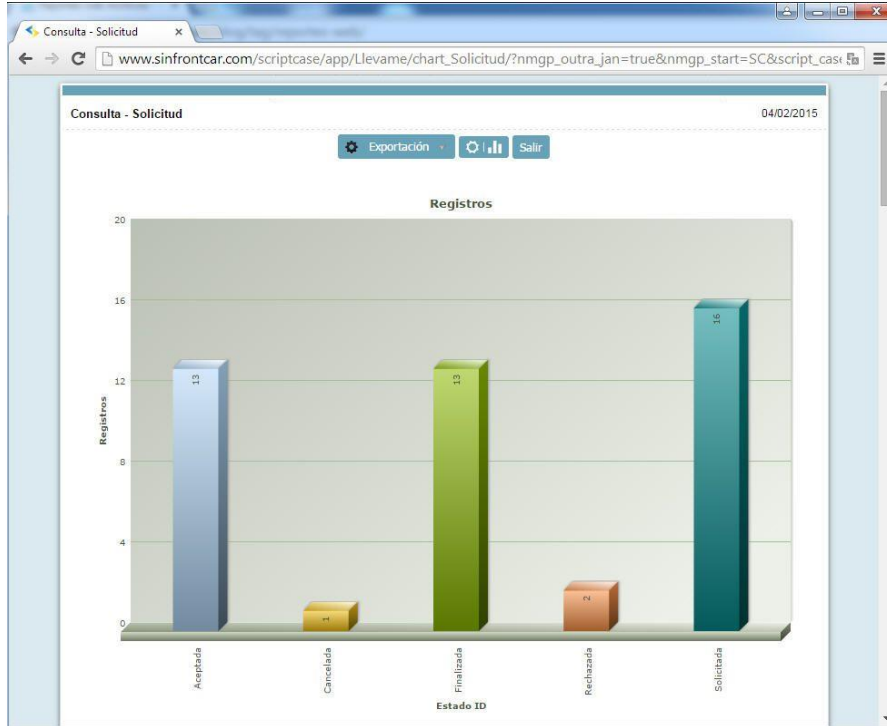 Consulta - Solicitud
www.sinfrontcar.com/scriptcase/app/Llevame/chart_Solicitud/?nmgp_outra_jan=true&nmgp_start=SC&script_cas
Consulta - Solicitud 04/02/2015
Exportación Salir
Registros
20
16
12
8
4
0
Registros
13
1
13
2
16
Aceptada
Cancelada
Finalizada
Rechazada
Solicitada
Estado ID